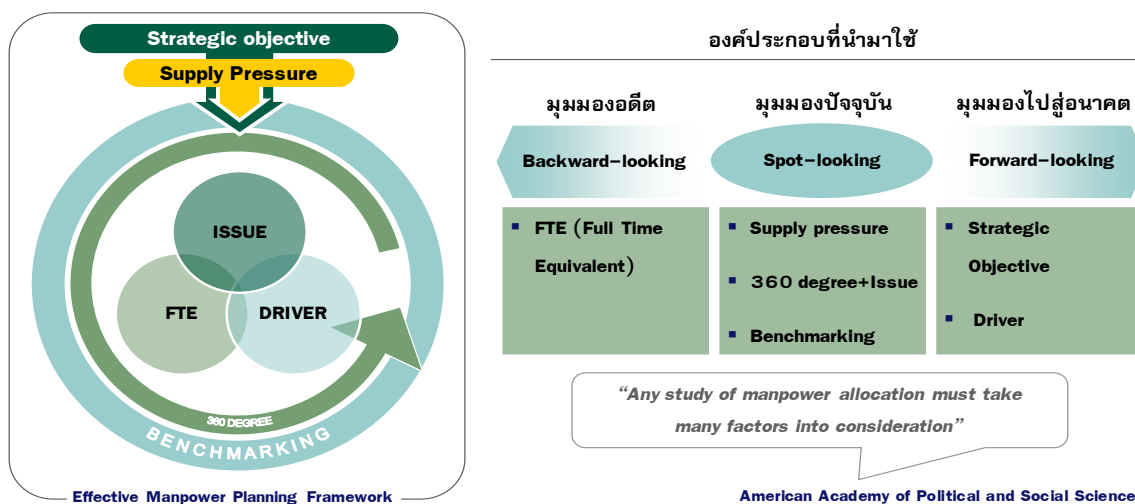 Strategic objective
Supply Pressure
ISSUE
FTE
DRIVER
360 DEGREE
BENCHMARKING
Effective Manpower Planning Framework
องค์ประกอบที่นำมาใช้
มุมมองอดีต
มุมมองปัจจุบัน
มุมมองไปสู่อนาคต
Backward-looking
Spot-looking
Forward-looking
▪ FTE (Full Time
Equivalent)
▪ Supply pressure
▪ 360 degree+Issue
▪ Benchmarking
▪ Strategic
Objective
▪ Driver
“Any study of manpower allocation must take
many factors into consideration”
American Academy of Political and Social Science